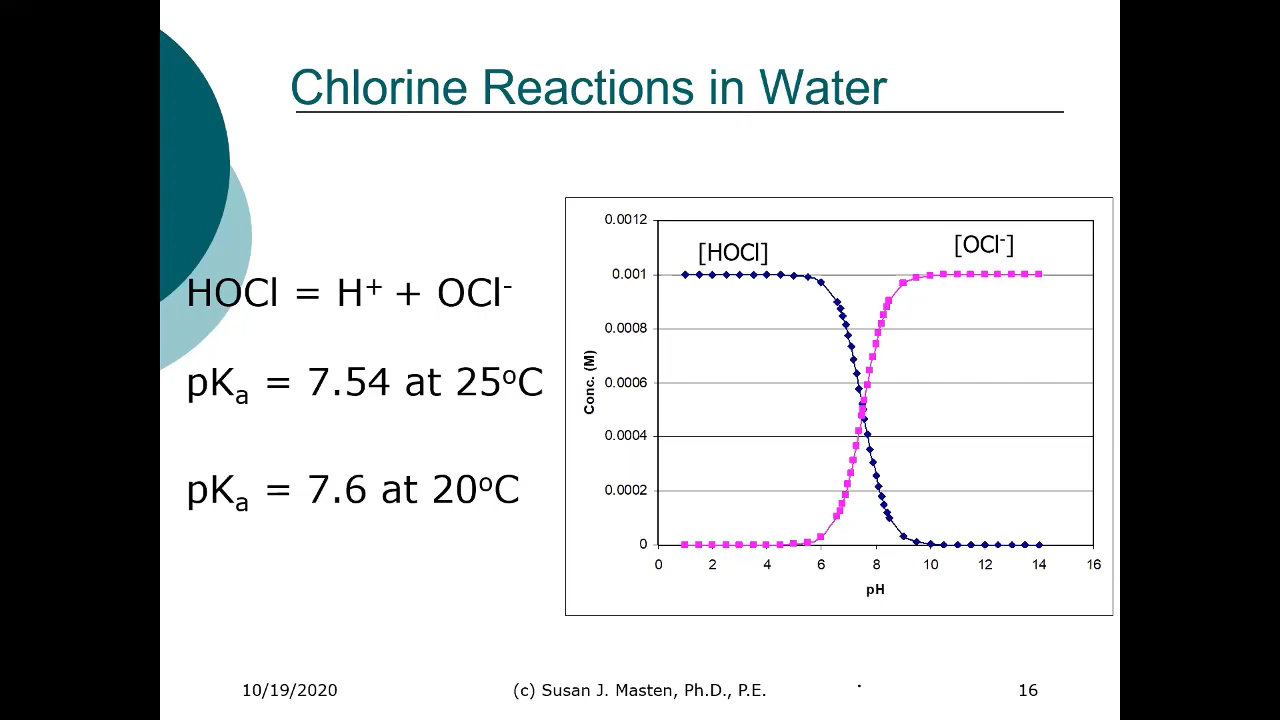 Chlorine Reactions in Water
HOCl = H⁺ + OCl⁻
pKₐ = 7.54 at 25ᵒC
pKₐ = 7.6 at 20ᵒC
[HOCl]
[OCl⁻]
0.0012
0.001
0.0008
0.0006
0.0004
0.0002
0
Conc. (M)
0 2 4 6 8 10 12 14 16
pH
10/19/2020
(c) Susan J. Masten, Ph.D., P.E.
16